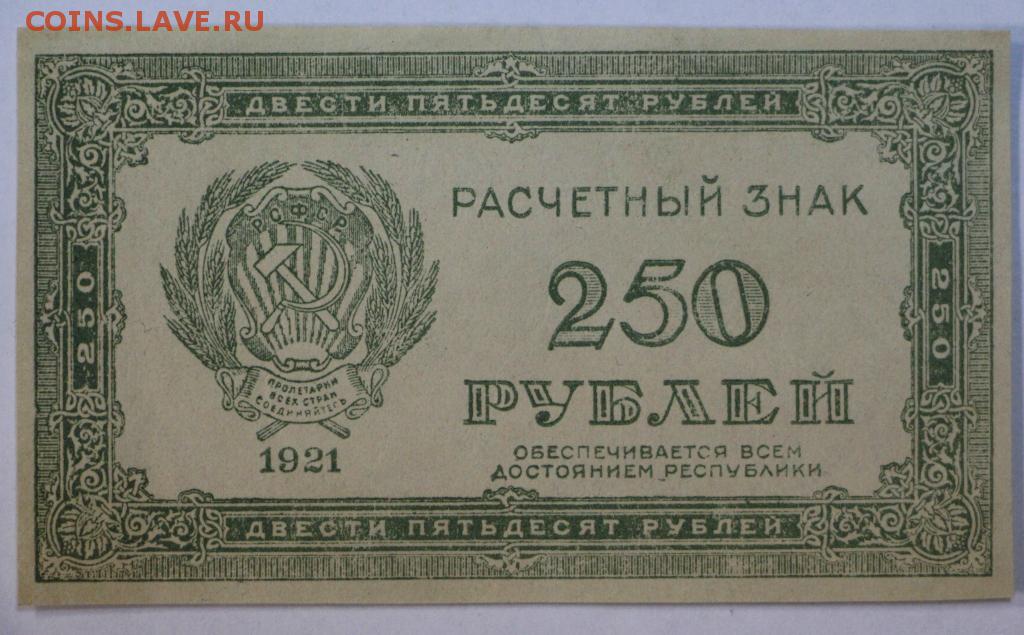 COINS.LAVE.RU
ДВЕСТИ ПЯТЬДЕСЯТ РУБЛЕЙ
РАСЧЕТНЫЙ ЗНАК
РСФСР
250
250
250
РУБЛЕЙ
ПРОЛЕТАРИИ
ВСЕХ СТРАН
СОЕДИНЯЙТЕСЬ
1921
ОБЕСПЕЧИВАЕТСЯ ВСЕМ
ДОСТОЯНИЕМ РЕСПУБЛИКИ
ДВЕСТИ ПЯТЬДЕСЯТ РУБЛЕЙ